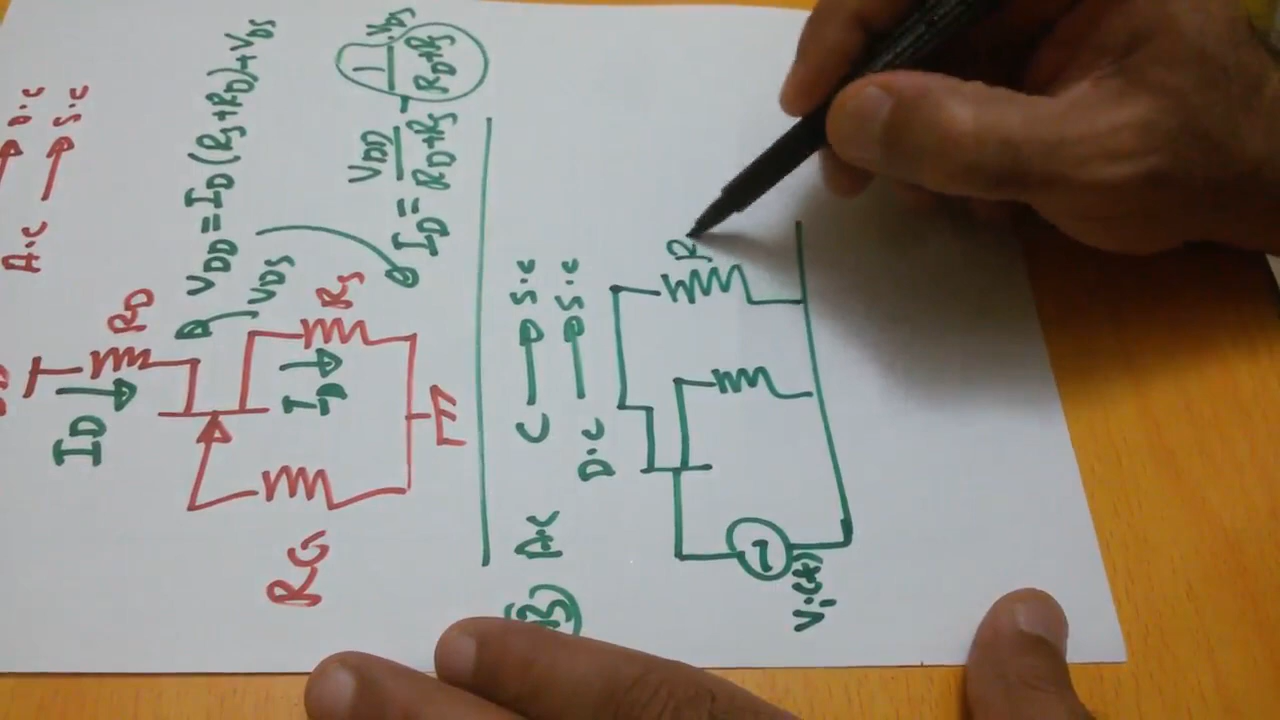 D.C
A.C → S.C
RD
ID
VDD = ID(RS+RD)+VDS
VDS
RS
ID
RG
ID = VDD/RD+RS - 1/RD+RS . VDS
A.C
C → S.C
D.C → S.C
R
Vi(t)